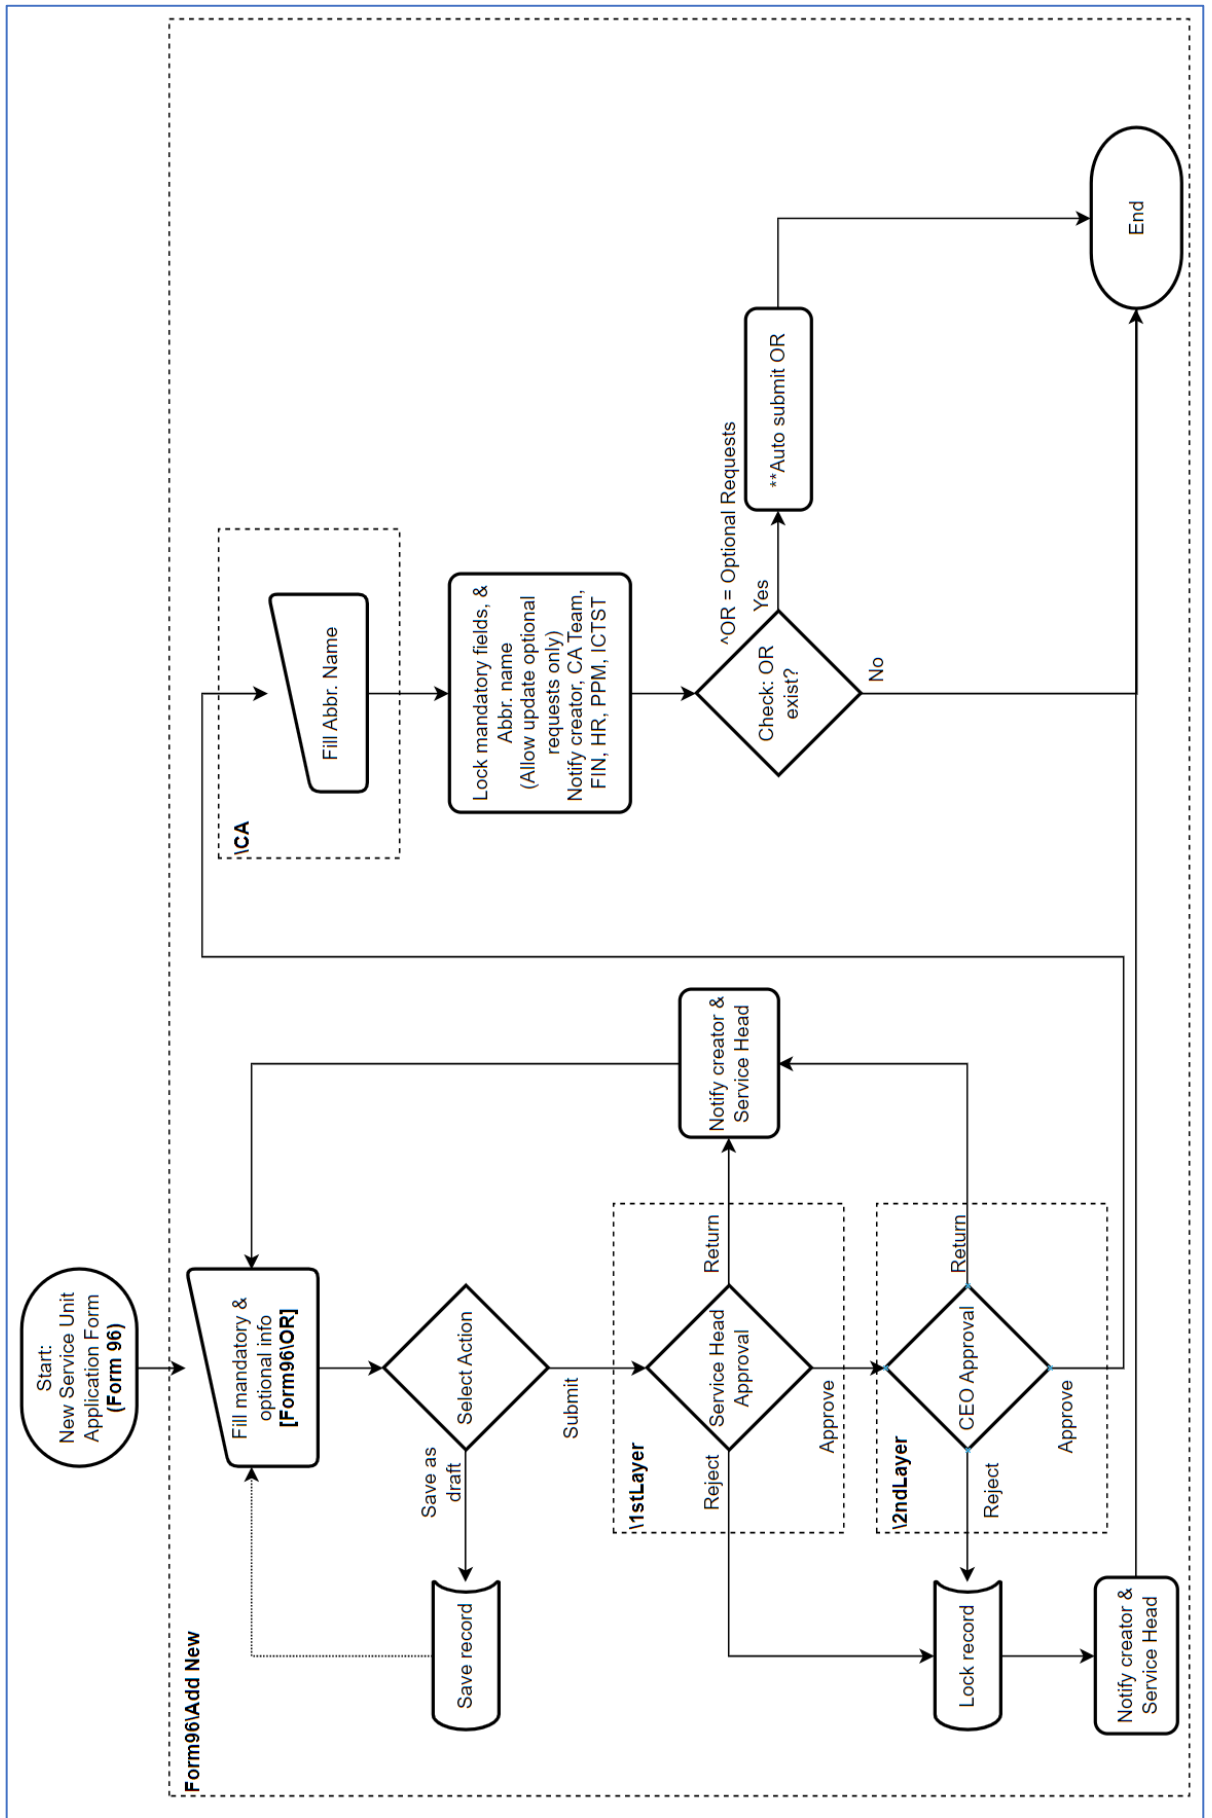 Start:
New Service Unit
Application Form
(Form 96)
Form96\Add New
Fill mandatory &
optional info
[Form96\OR]
Select Action
Save as
draft
Save record
Submit
\1stLayer
Service Head
Approval
Return
Reject
Approve
Notify creator &
Service Head
\2ndLayer
CEO Approval
Return
Reject
Approve
Lock record
Notify creator &
Service Head
\CA
Fill Abbr. Name
Lock mandatory fields, &
Abbr. name
(Allow update optional
requests only)
Notify creator, CA Team,
FIN, HR, PPM, ICTST
^OR = Optional Requests
Check: OR
exist?
Yes
No
**Auto submit OR
End